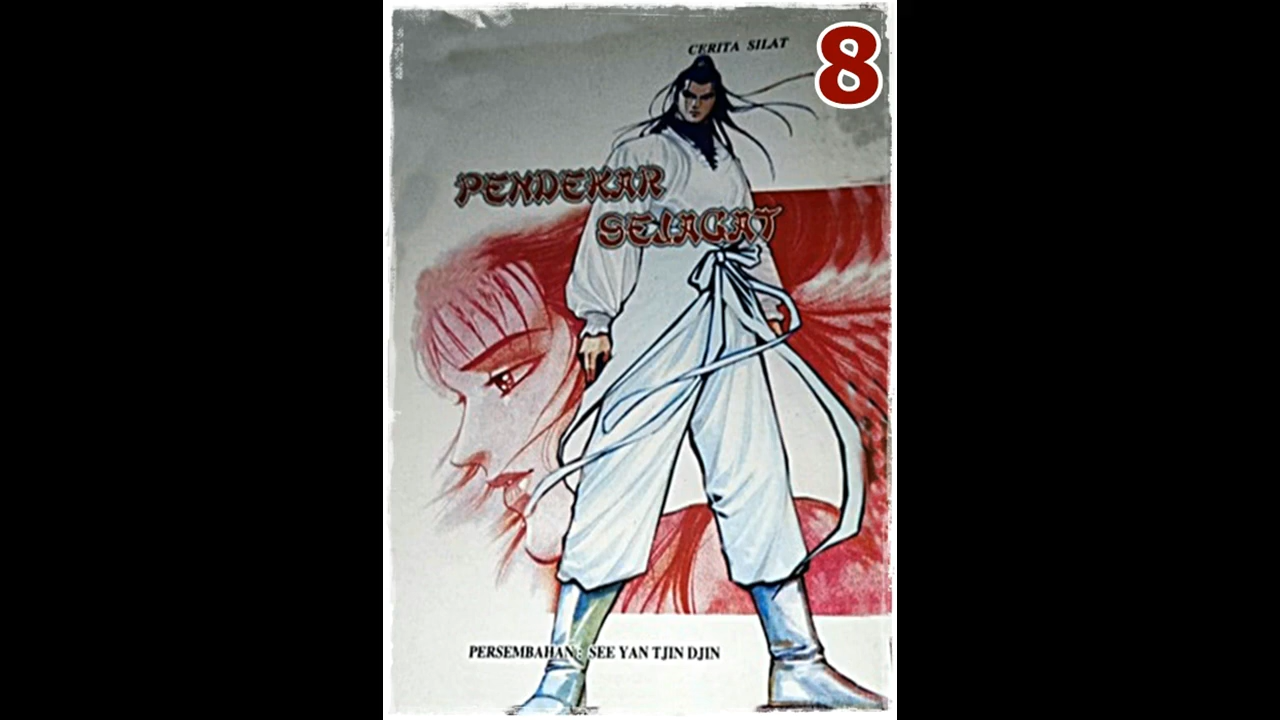 CERITA SILAT
8
PENDEKAR
SEJAGAT
PERSEMBAHAN : SEE YAN TJIN DJIN